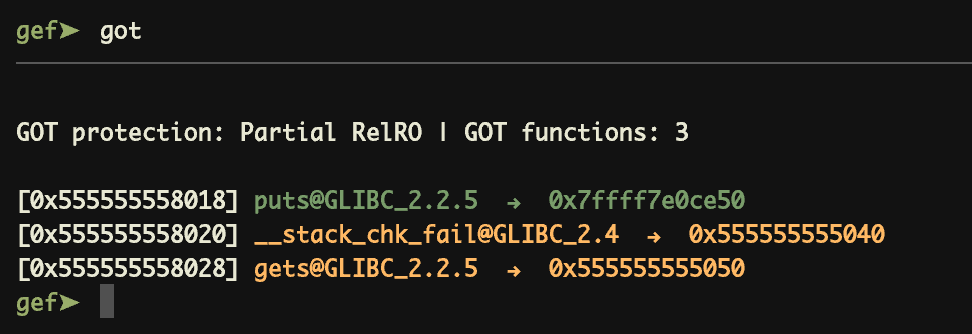 gef➤ got
GOT protection: Partial RelRO | GOT functions: 3
[0x555555558018] puts@GLIBC_2.2.5 → 0x7ffff7e0ce50
[0x555555558020] __stack_chk_fail@GLIBC_2.4 → 0x555555555040
[0x555555558028] gets@GLIBC_2.2.5 → 0x555555555050
gef➤